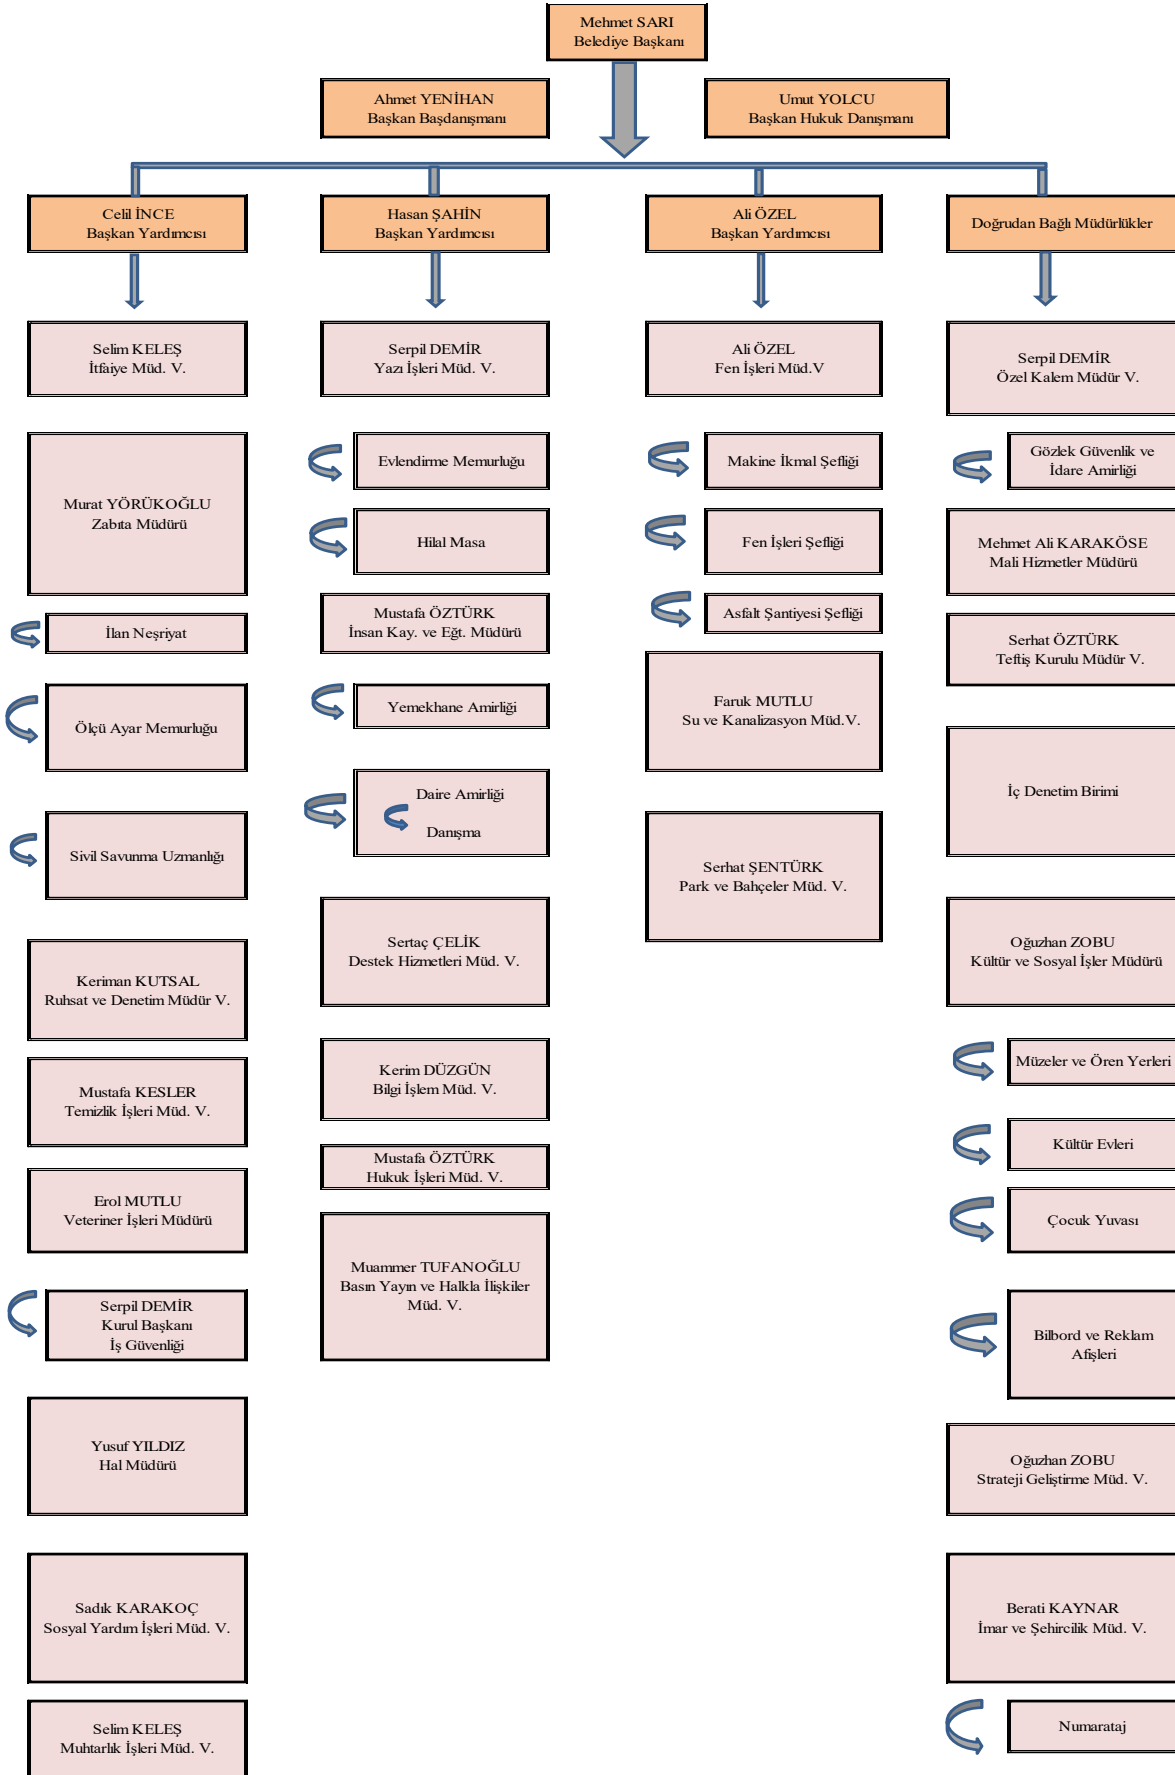 Mehmet SARI
Belediye Başkanı
Ahmet YENİHAN
Başkan Başdanışmanı
Umut YOLCU
Başkan Hukuk Danışmanı
Celil İNCE
Başkan Yardımcısı
Hasan ŞAHİN
Başkan Yardımcısı
Ali ÖZEL
Başkan Yardımcısı
Doğrudan Bağlı Müdürlükler
Selim KELEŞ
İtfaiye Müd. V.
Murat YÖRÜKOĞLU
Zabıta Müdürü
İlan Neşriyat
Ölçü Ayar Memurluğu
Sivil Savunma Uzmanlığı
Keriman KUTSAL
Ruhsat ve Denetim Müdür V.
Mustafa KESLER
Temizlik İşleri Müd. V.
Erol MUTLU
Veteriner İşleri Müdürü
Serpil DEMİR
Kurul Başkanı
İş Güvenliği
Yusuf YILDIZ
Hal Müdürü
Sadık KARAKOÇ
Sosyal Yardım İşleri Müd. V.
Selim KELEŞ
Muhtarlık İşleri Müd. V.
Serpil DEMİR
Yazı İşleri Müd. V.
Evlendirme Memurluğu
Hilal Masa
Mustafa ÖZTÜRK
İnsan Kay. ve Eğt. Müdürü
Yemekhane Amirliği
Daire Amirliği
Danışma
Sertaç ÇELİK
Destek Hizmetleri Müd. V.
Kerim DÜZGÜN
Bilgi İşlem Müd. V.
Mustafa ÖZTÜRK
Hukuk İşleri Müd. V.
Muammer TUFANOĞLU
Basın Yayın ve Halkla İlişkiler
Müd. V.
Ali ÖZEL
Fen İşleri Müd.V
Makine İkmal Şefliği
Fen İşleri Şefliği
Asfalt Şantiyesi Şefliği
Faruk MUTLU
Su ve Kanalizasyon Müd.V.
Serhat ŞENTÜRK
Park ve Bahçeler Müd. V.
Serpil DEMİR
Özel Kalem Müdür V.
Gözlek Güvenlik ve
İdare Amirliği
Mehmet Ali KARAKÖSE
Mali Hizmetler Müdürü
Serhat ÖZTÜRK
Teftiş Kurulu Müdür V.
İç Denetim Birimi
Oğuzhan ZOBU
Kültür ve Sosyal İşler Müdürü
Müzeler ve Ören Yerleri
Kültür Evleri
Çocuk Yuvası
Bilbord ve Reklam
Afişleri
Oğuzhan ZOBU
Strateji Geliştirme Müd. V.
Berati KAYNAR
İmar ve Şehircilik Müd. V.
Numarataj